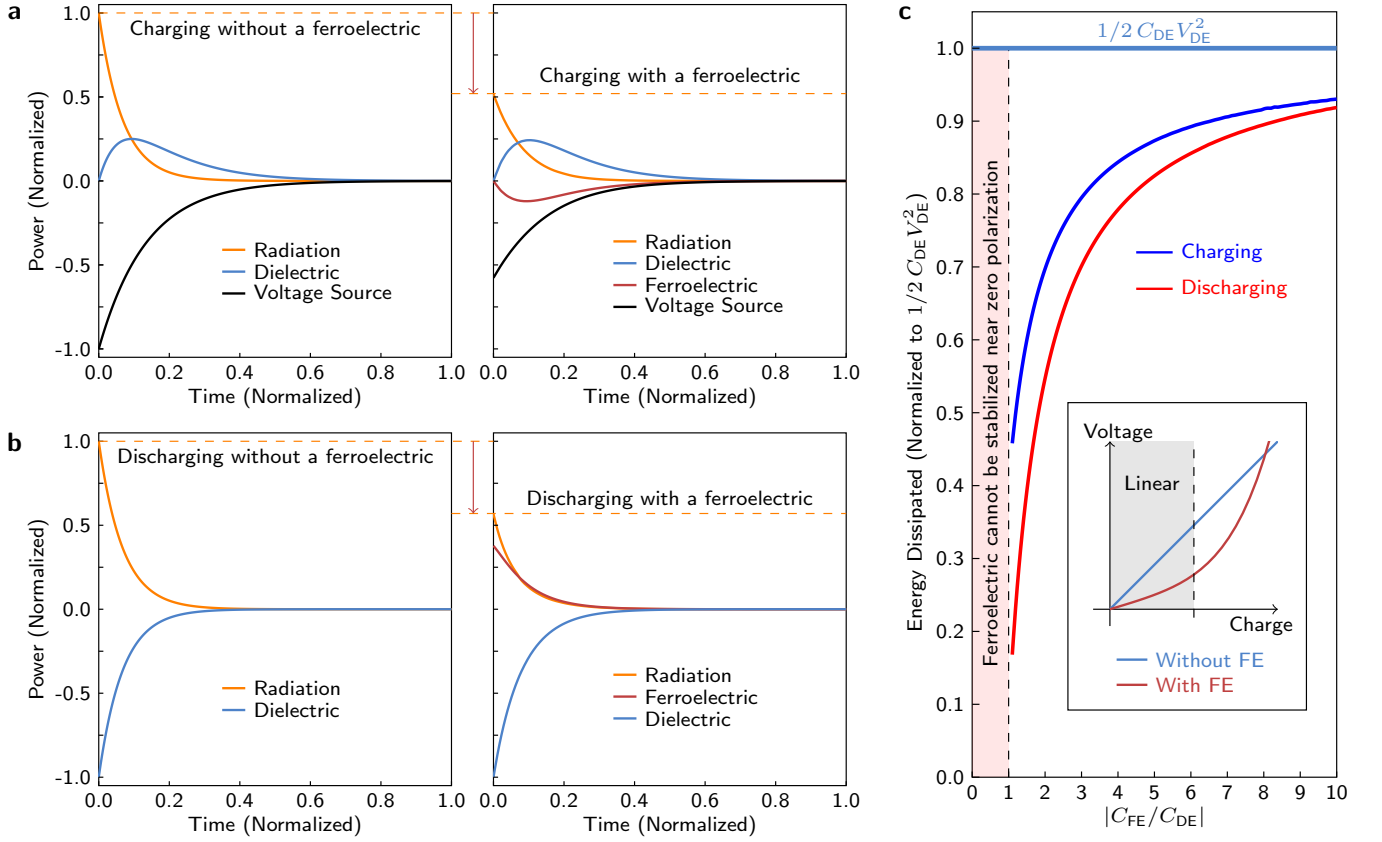 a
Charging without a ferroelectric
Power (Normalized)
1.0
0.5
0.0
-0.5
-1.0
Radiation
Dielectric
Voltage Source
0.0 0.2 0.4 0.6 0.8 1.0
Time (Normalized)
Charging with a ferroelectric
Radiation
Dielectric
Ferroelectric
Voltage Source
0.0 0.2 0.4 0.6 0.8 1.0
Time (Normalized)
b
Discharging without a ferroelectric
Power (Normalized)
1.0
0.5
0.0
-0.5
-1.0
Radiation
Dielectric
0.0 0.2 0.4 0.6 0.8 1.0
Time (Normalized)
Discharging with a ferroelectric
Radiation
Ferroelectric
Dielectric
0.0 0.2 0.4 0.6 0.8 1.0
Time (Normalized)
c
1/2 C_DE V_DE^2
Energy Dissipated (Normalized to 1/2 C_DE V_DE^2)
1.0
0.9
0.8
0.7
0.6
0.5
0.4
0.3
0.2
0.1
0.0
Ferroelectric cannot be stabilized near zero polarization
Charging
Discharging
Voltage
Linear
Charge
Without FE
With FE
0 1 2 3 4 5 6 7 8 9 10
|C_FE/C_DE|